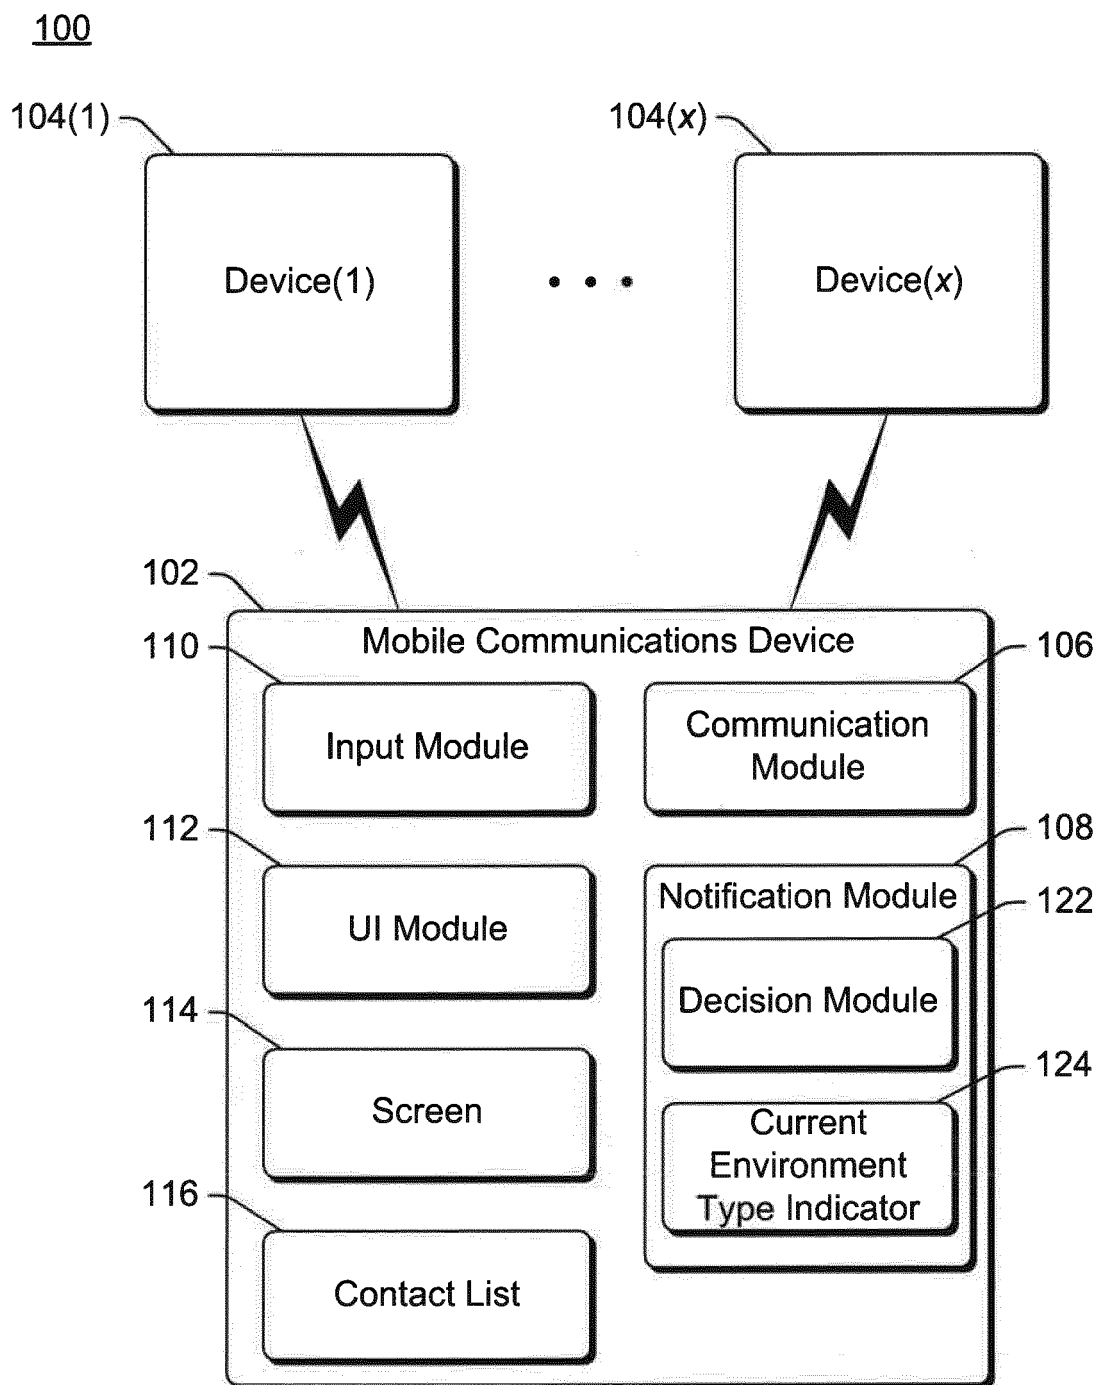 100
104(1)
104(x)
Device(1)
• • •
Device(x)
102
Mobile Communications Device
110
106
Input Module
Communication
Module
112
108
UI Module
Notification Module
122
Decision Module
114
124
Screen
Current
Environment
Type Indicator
116
Contact List